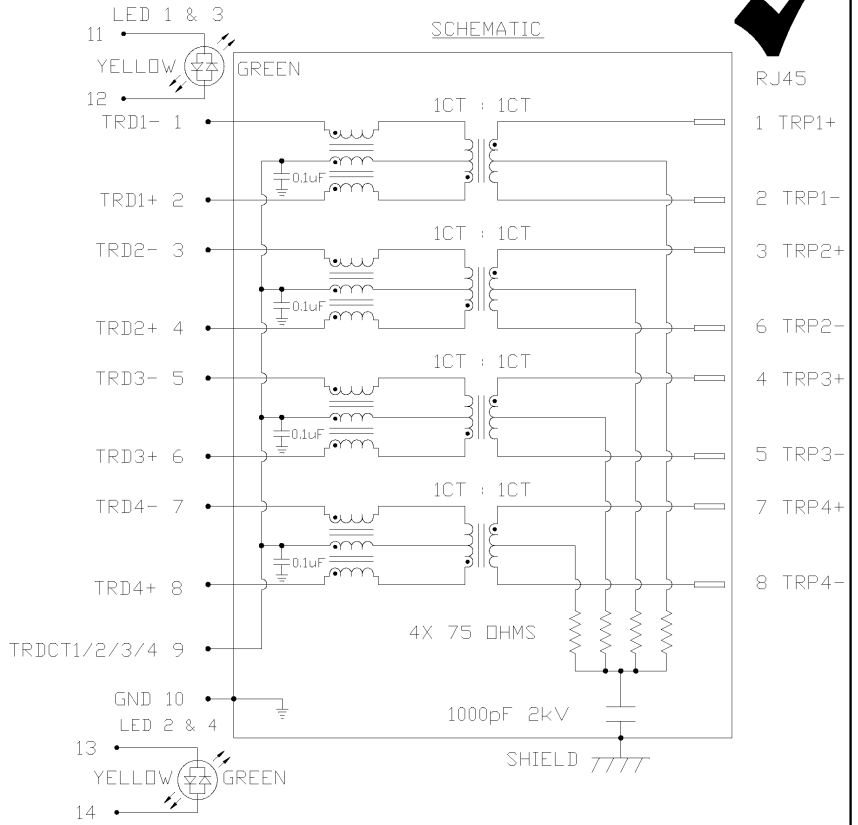 LED 1 & 3
11
YELLOW
GREEN
12
SCHEMATIC
RJ45
1CT : 1CT
TRD1- 1
1 TRP1+
0.1uF
TRD1+ 2
2 TRP1-
1CT : 1CT
TRD2- 3
3 TRP2+
0.1uF
TRD2+ 4
6 TRP2-
1CT : 1CT
TRD3- 5
4 TRP3+
0.1uF
TRD3+ 6
5 TRP3-
1CT : 1CT
TRD4- 7
7 TRP4+
0.1uF
TRD4+ 8
8 TRP4-
4X 75 OHMS
TRDCT1/2/3/4 9
GND 10
1000pF 2kV
LED 2 & 4
13
SHIELD
YELLOW
GREEN
14